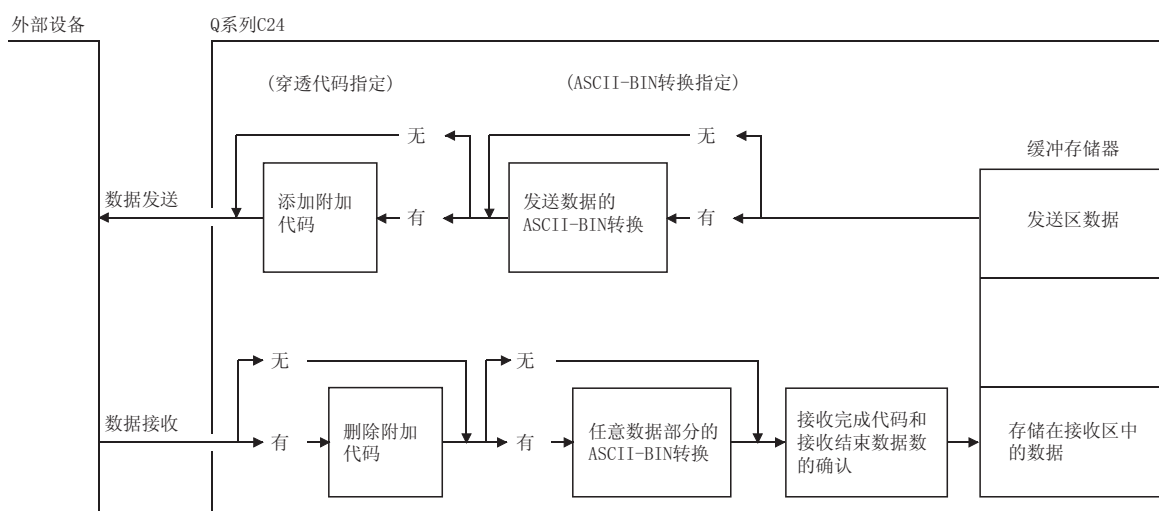 外部设备
Q系列C24
(穿透代码指定)
(ASCII-BIN转换指定)
无
无
缓冲存储器
数据发送
添加附加
代码
有
发送数据的
ASCII-BIN转换
有
发送区数据
无
无
数据接收
有
删除附加
代码
有
任意数据部分的
ASCII-BIN转换
接收完成代码和
接收结束数据数
的确认
存储在接收区中
的数据